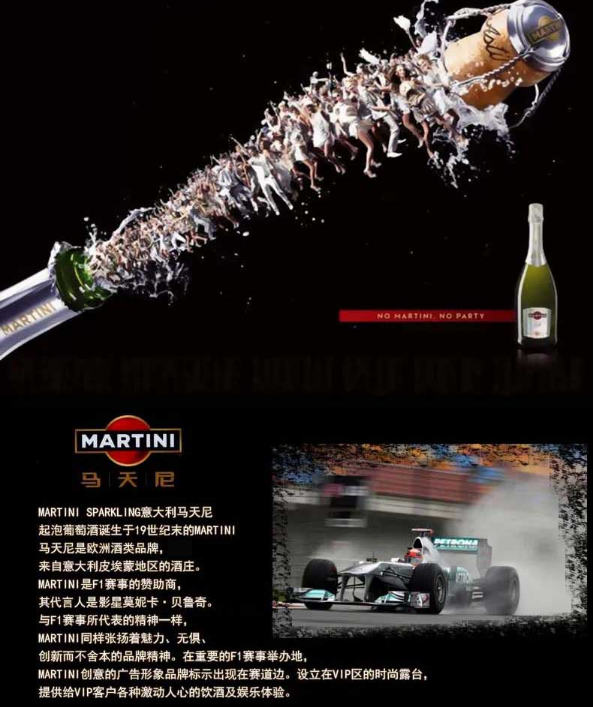 MARTINI
MARTINI
NO MARTINI, NO PARTY
MARTINI
马天尼
PETRONAS
MARTINI SPARKLING意大利马天尼
起泡葡萄酒诞生于19世纪末的MARTINI
马天尼是欧洲酒类品牌，
来自意大利皮埃蒙地区的酒庄。
MARTINI是F1赛事的赞助商，
其代言人是影星莫妮卡·贝鲁奇。
与F1赛事所代表的精神一样，
MARTINI同样张扬着魅力、无惧、
创新而不舍本的品牌精神。在重要的F1赛事举办地，
MARTINI创意的广告形象品牌标示出现在赛道边。设立在VIP区的时尚露台，
提供给VIP客户各种激动人心的饮酒及娱乐体验。